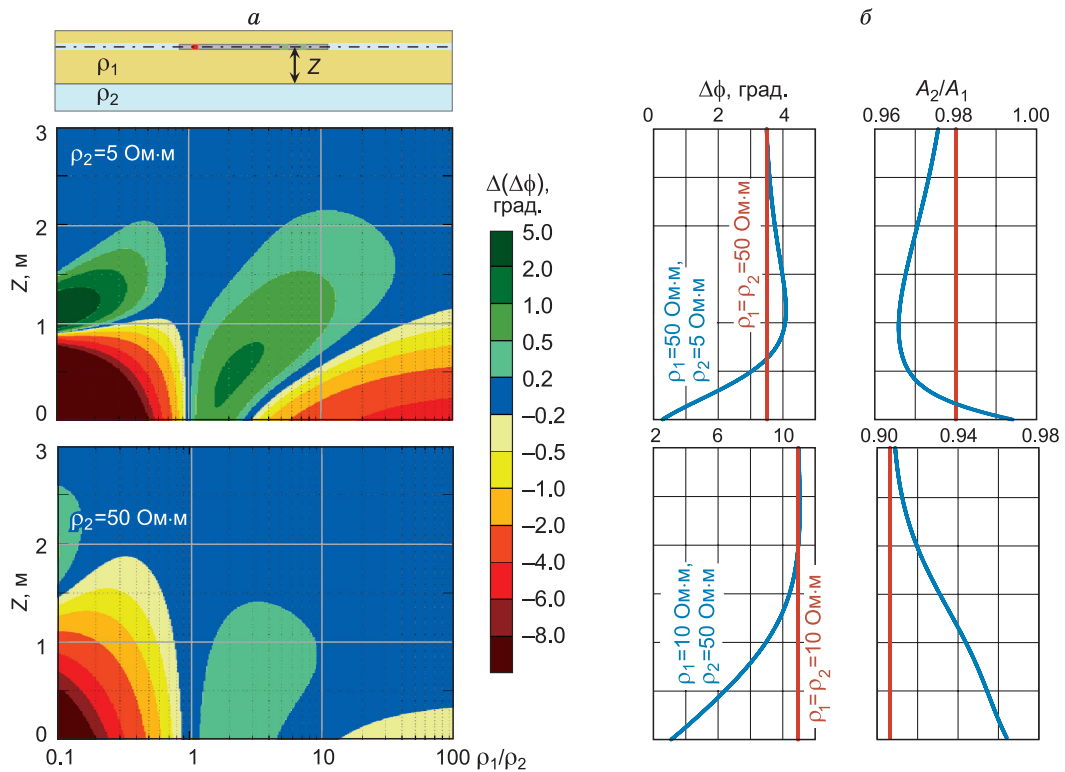 а
б
ρ1
Z
ρ2
Δϕ, град.
A2/A1
0 2 4
0.96 0.98 1.00
3
ρ2=5 Ом·м
2
1
0
Z, м
Δ(Δϕ),
град.
5.0
2.0
1.0
0.5
0.2
–0.2
–0.5
–1.0
–2.0
–4.0
–6.0
–8.0
ρ1=50 Ом·м,
ρ2=5 Ом·м
ρ1=ρ2=50 Ом·м
2 6 10
0.90 0.94 0.98
3
ρ2=50 Ом·м
2
1
0
Z, м
0.1 1 10 100
ρ1/ρ2
ρ1=10 Ом·м,
ρ2=50 Ом·м
ρ1=ρ2=10 Ом·м